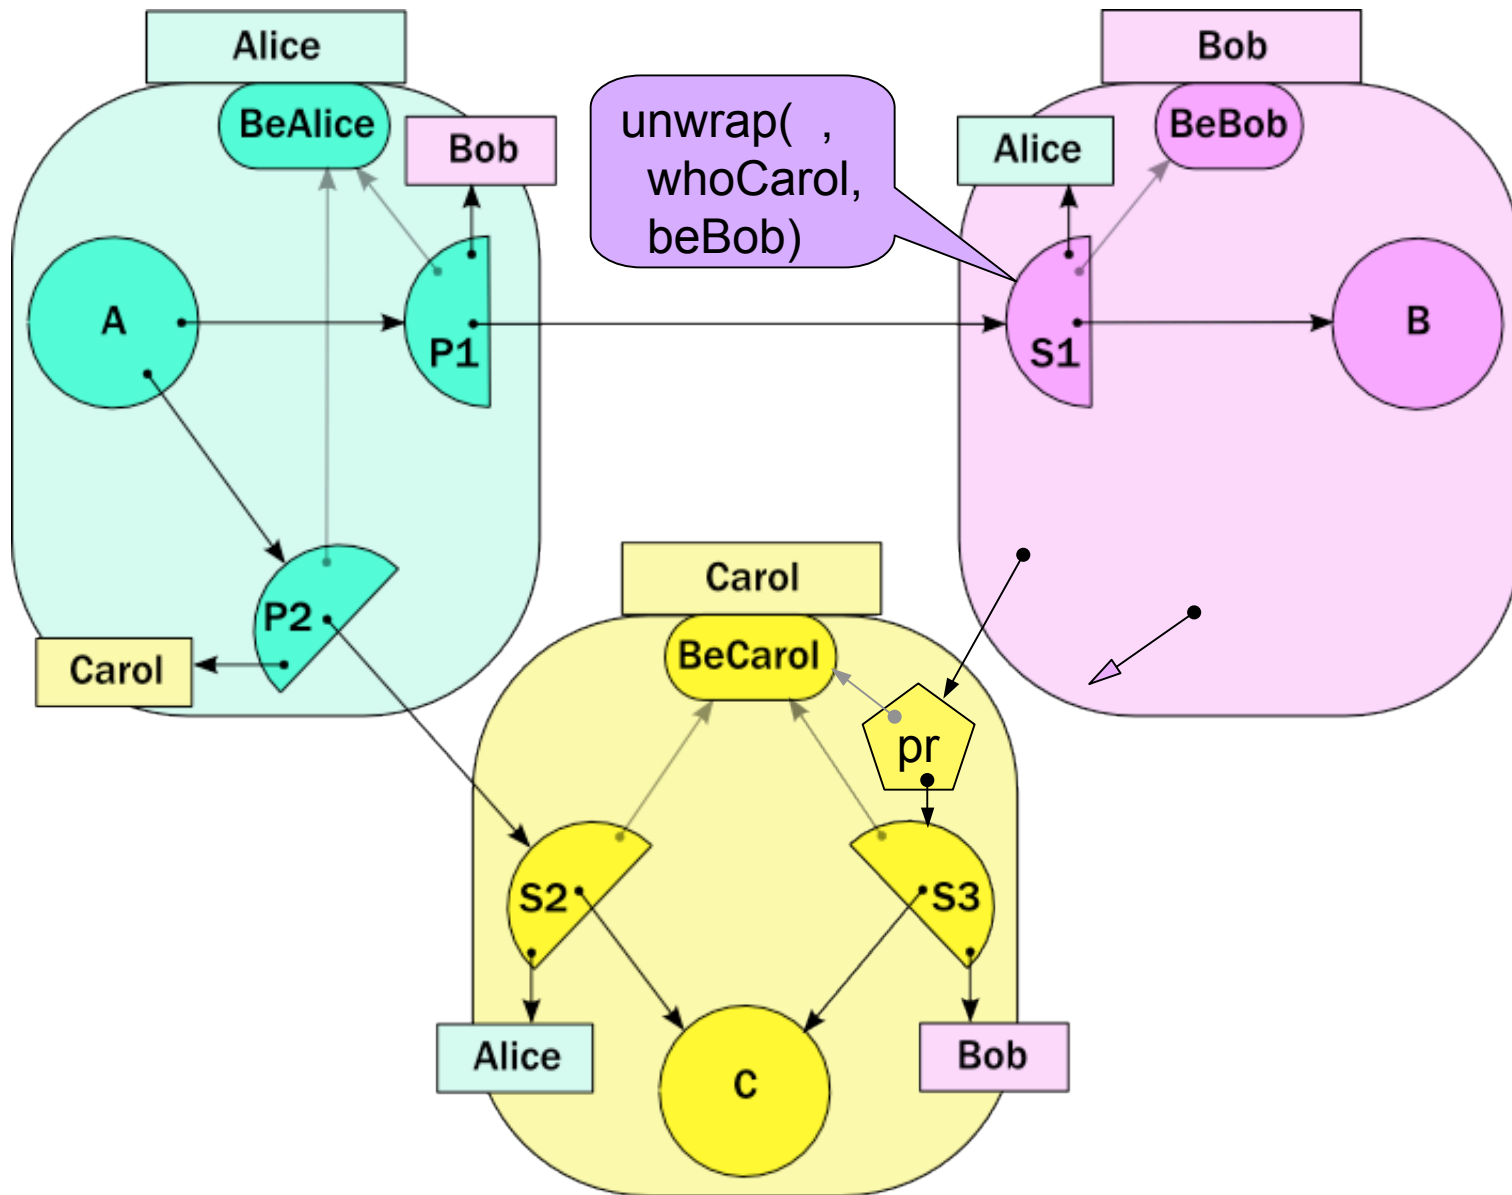 Alice
BeAlice
Bob
A
P1
P2
Carol
unwrap( ,
whoCarol,
beBob)
Bob
BeBob
Alice
S1
B
Carol
BeCarol
pr
S2
S3
Alice
C
Bob